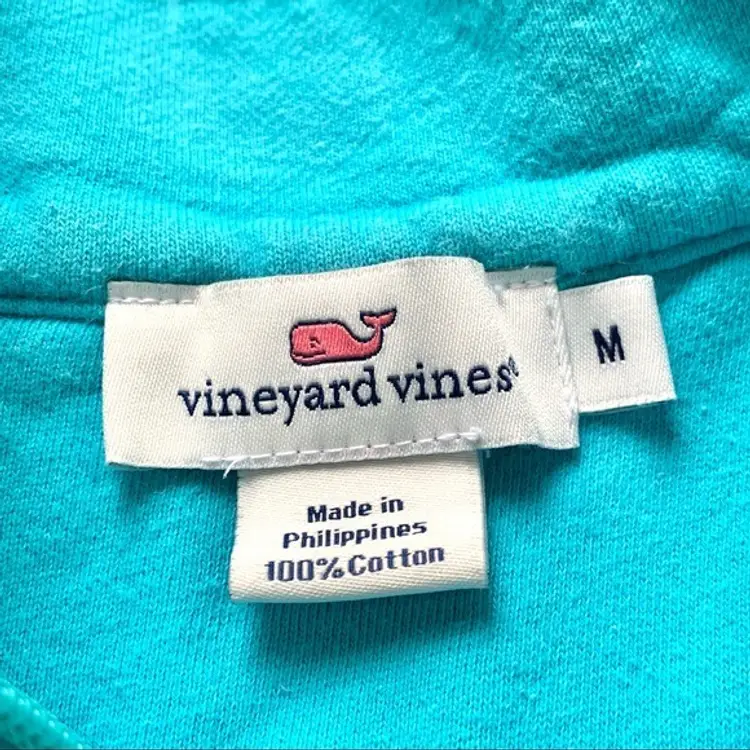 vineyard vines®
M
Made in
Philippines
100% Cotton